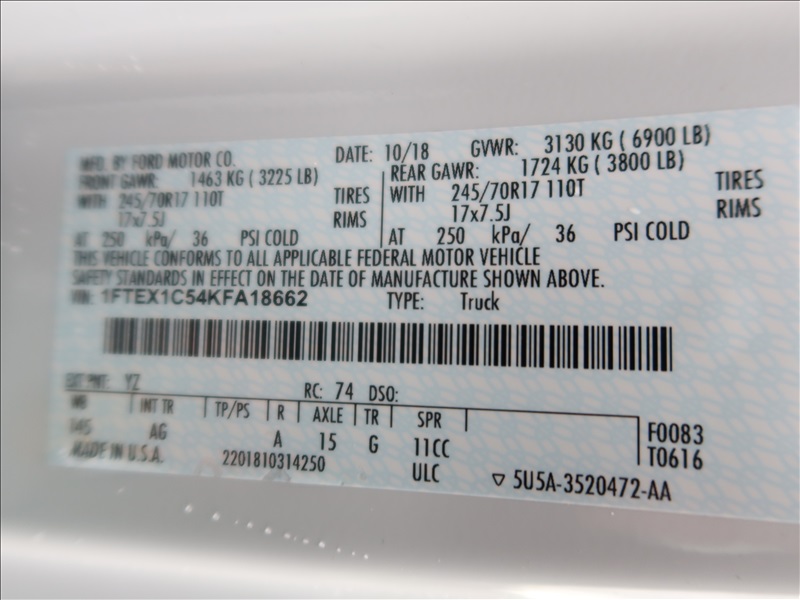 MFD. BY FORD MOTOR CO. DATE: 10/18 GVWR: 3130 KG ( 6900 LB)
FRONT GAWR: 1463 KG ( 3225 LB) REAR GAWR: 1724 KG ( 3800 LB)
WITH 245/70R17 110T TIRES WITH 245/70R17 110T TIRES
17x7.5J RIMS 17x7.5J RIMS
AT 250 kPa/ 36 PSI COLD AT 250 kPa/ 36 PSI COLD
THIS VEHICLE CONFORMS TO ALL APPLICABLE FEDERAL MOTOR VEHICLE
SAFETY STANDARDS IN EFFECT ON THE DATE OF MANUFACTURE SHOWN ABOVE.
VIN: 1FTEX1C54KFA18662 TYPE: Truck
EXT PNT: YZ RC: 74 DSO:
WB INT TR TP/PS R AXLE TR SPR
145 AG A 15 G 11CC F0083
MADE IN U.S.A. 2201810314250 ULC T0616
▽ 5U5A-3520472-AA